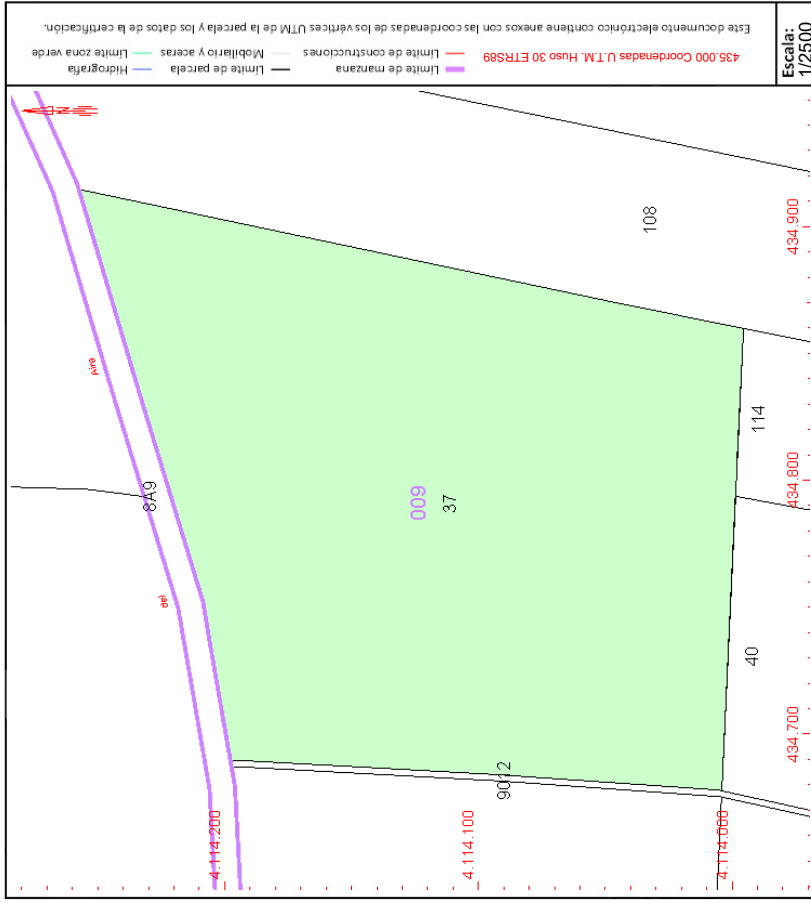 Este documento electrónico contiene anexos con las coordenadas de los vértices UTM de la parcela y los datos de la certificación.
435.000 Coordenadas U.T.M. Huso 30 ETRS89
Límite de manzana
Límite de construcciones
Límite de parcela
Mobiliario y aceras
Hidrografía
Límite zona verde
Escala:
1/2500
108
434.900
Aire
8A9
114
009
37
434.800
del
40
434.700
9012
4.114.200
4.114.100
4.114.000